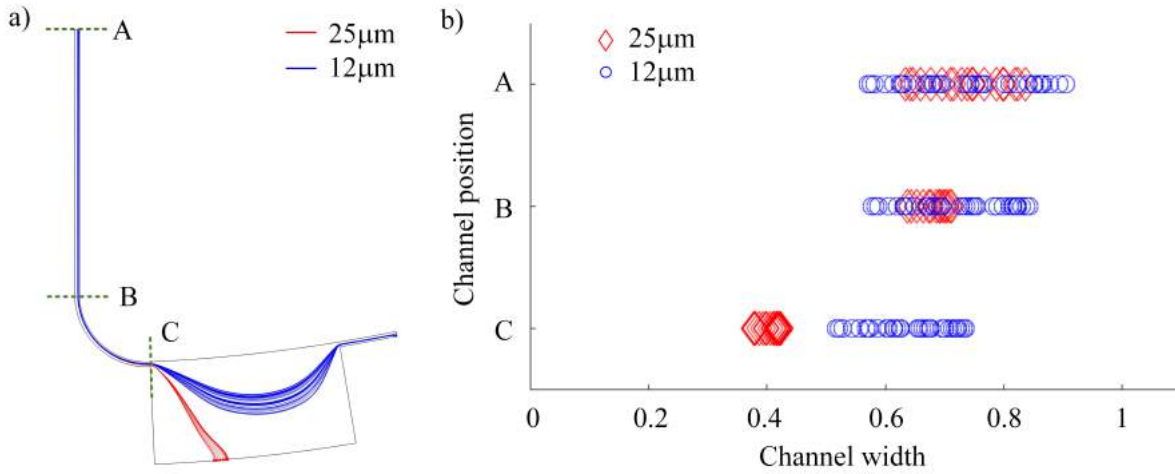 a)
25μm
12μm
A
B
C
b)
25μm
12μm
Channel position
A
B
C
0 0.2 0.4 0.6 0.8 1
Channel width